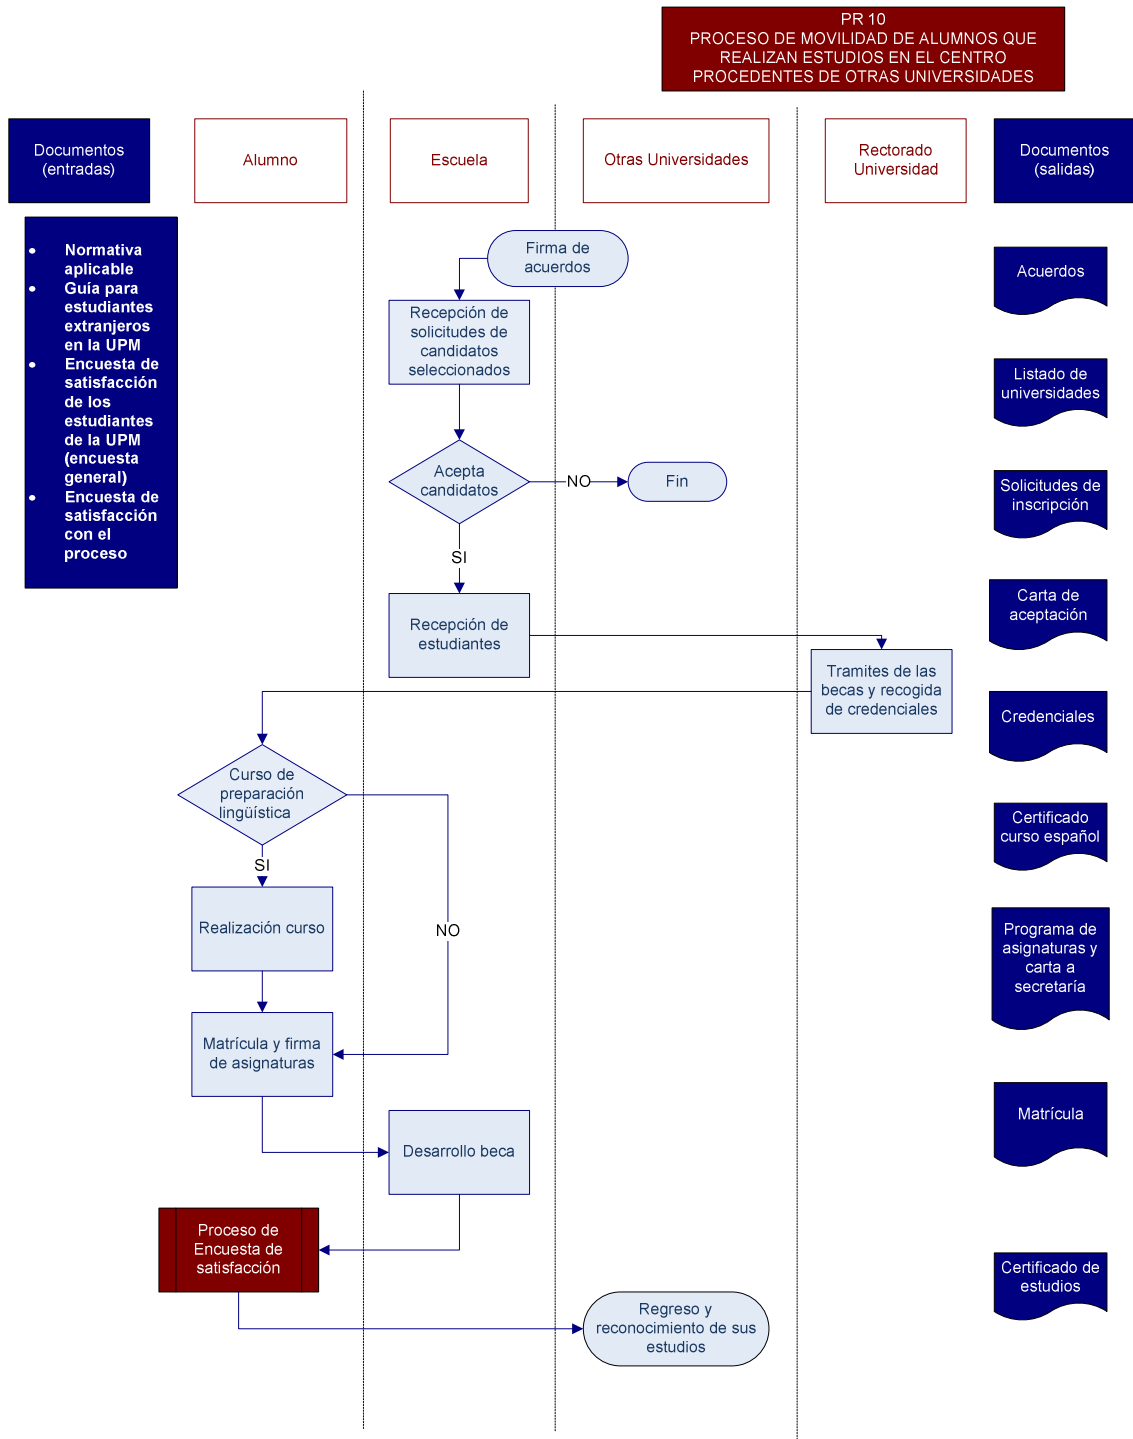 PR 10
PROCESO DE MOVILIDAD DE ALUMNOS QUE
REALIZAN ESTUDIOS EN EL CENTRO
PROCEDENTES DE OTRAS UNIVERSIDADES
Documentos
(entradas)
Alumno
Escuela
Otras Universidades
Rectorado
Universidad
Documentos
(salidas)
• Normativa
aplicable
• Guía para
estudiantes
extranjeros
en la UPM
• Encuesta de
satisfacción
de los
estudiantes
de la UPM
(encuesta
general)
• Encuesta de
satisfacción
con el
proceso
Firma de
acuerdos
Recepción de
solicitudes de
candidatos
seleccionados
Acepta
candidatos
NO
Fin
SI
Recepción de
estudiantes
Tramites de las
becas y recogida
de credenciales
Curso de
preparación
lingüística
SI
NO
Realización curso
Matrícula y firma
de asignaturas
Desarrollo beca
Proceso de
Encuesta de
satisfacción
Regreso y
reconocimiento de sus
estudios
Acuerdos
Listado de
universidades
Solicitudes de
inscripción
Carta de
aceptación
Credenciales
Certificado
curso español
Programa de
asignaturas y
carta a
secretaría
Matrícula
Certificado de
estudios